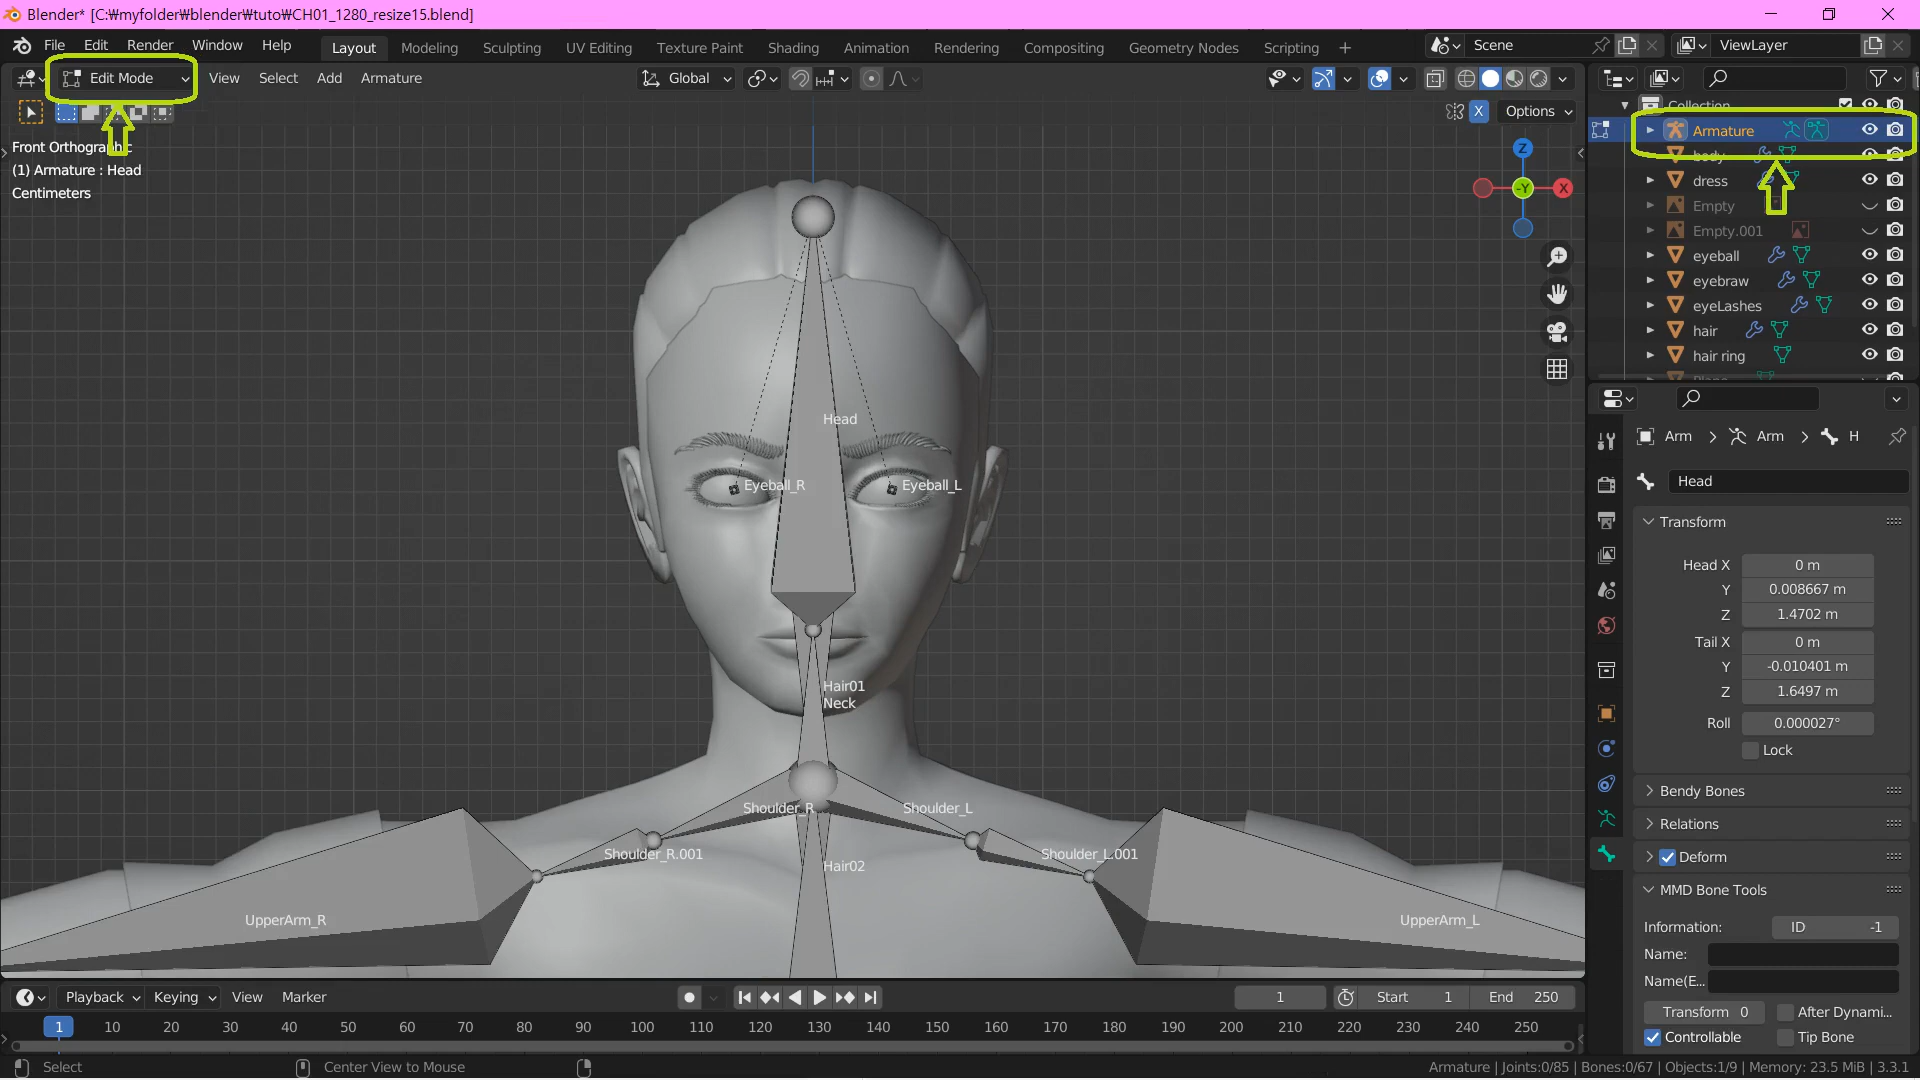 Blender* [C:₩myfolder₩blender₩tuto₩CH01_1280_resize15.blend]
File Edit Render Window Help Layout Modeling Sculpting UV Editing Texture Paint Shading Animation Rendering Compositing Geometry Nodes Scripting + Scene ViewLayer
Edit Mode View Select Add Armature Global
X Options
Front Orthographic
(1) Armature : Head
Centimeters
Z
-Y X
Head
Eyeball_R Eyeball_L
Hair01
Neck
Shoulder_R Shoulder_L
Shoulder_R.001 Shoulder_L.001
Hair02
UpperArm_R UpperArm_L
Collection
Armature
body
dress
Empty
Empty.001
eyeball
eyebraw
eyeLashes
hair
hair ring
Arm > Arm > H
Head
Transform
Head X 0 m
Y 0.008667 m
Z 1.4702 m
Tail X 0 m
Y -0.010401 m
Z 1.6497 m
Roll 0.000027°
Lock
Bendy Bones
Relations
Deform
MMD Bone Tools
Information: ID -1
Name:
Name(E...
Transform 0 After Dynami...
Controllable Tip Bone
Playback Keying View Marker 1 Start 1 End 250
1 10 20 30 40 50 60 70 80 90 100 110 120 130 140 150 160 170 180 190 200 210 220 230 240 250
Select Center View to Mouse Armature | Joints:0/85 | Bones:0/67 | Objects:1/9 | Memory: 23.5 MiB | 3.3.1